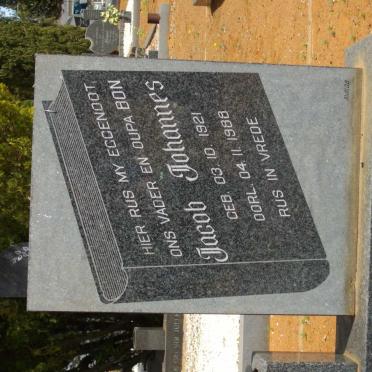 HIER RUS MY EGGENOOT,
ONS VADER EN OUPA BON
Jacob Johannes
GEB 03. 10. 1921
OORL 04. 11. 1988
RUS IN VREDE